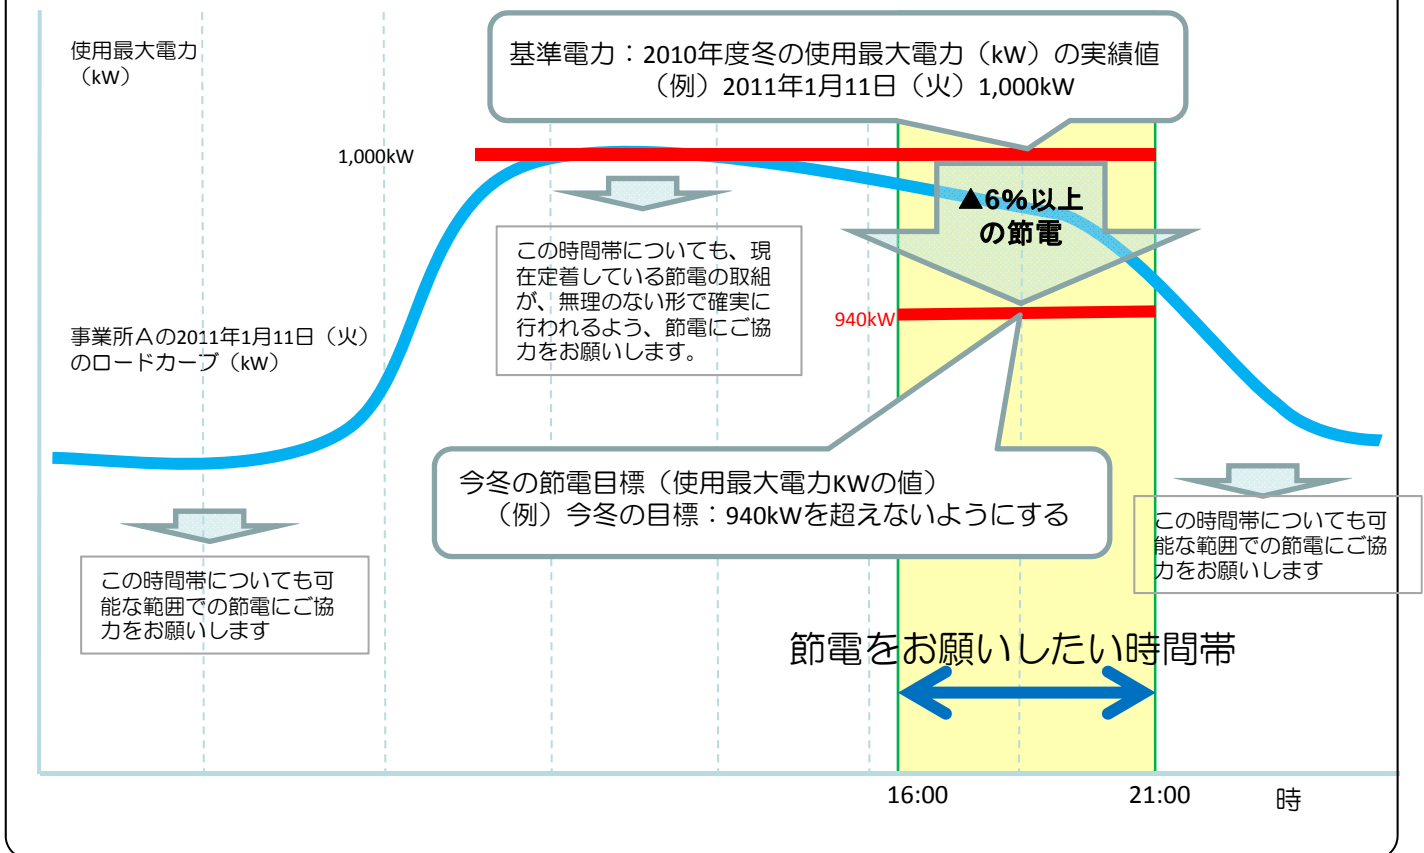 使用最大電力
（kW）
基準電力：2010年度冬の使用最大電力（kW）の実績値
（例）2011年1月11日（火）1,000kW
1,000kW
▲6%以上
の節電
この時間帯についても、現
在定着している節電の取組
が、無理のない形で確実に
行われるよう、節電にご協
力をお願いします。
940kW
事業所Ａの2011年1月11日（火）
のロードカーブ（kW）
今冬の節電目標（使用最大電力KWの値）
（例）今冬の目標：940kWを超えないようにする
この時間帯についても可
能な範囲での節電にご協
力をお願いします
この時間帯についても可
能な範囲での節電にご協
力をお願いします
節電をお願いしたい時間帯
16:00
21:00
時